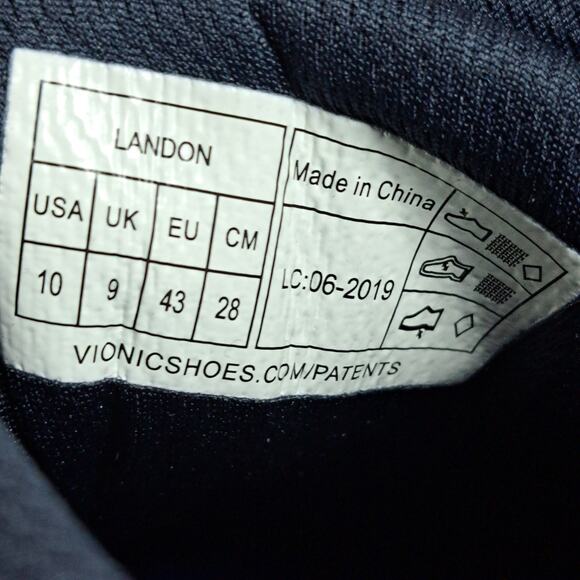 LANDON
USA UK EU CM
10 9 43 28
Made in China
LC:06-2019
VIONICSHOES.COM/PATENTS